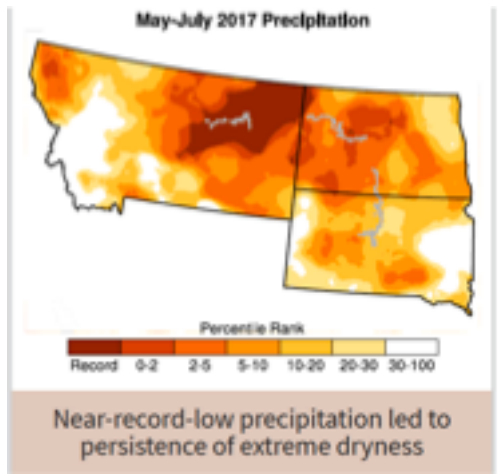 May-July 2017 Precipitation
Percentile Rank
Record 0-2 2-5 5-10 10-20 20-30 30-100
Near-record-low precipitation led to
persistence of extreme dryness